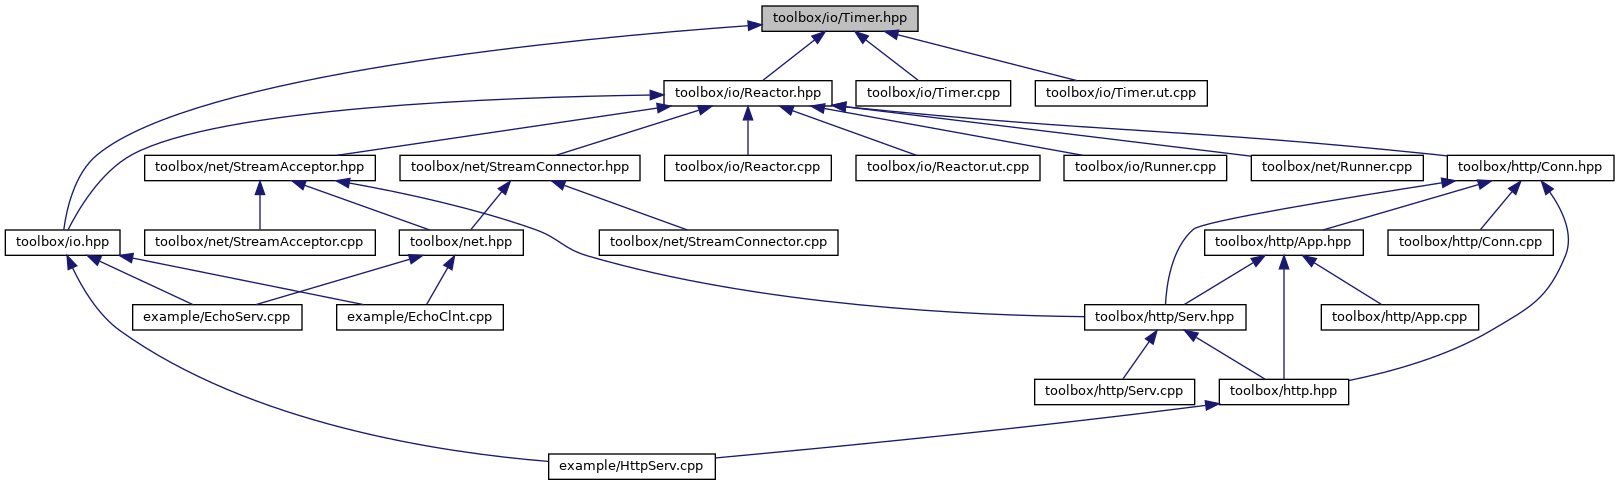 toolbox/io/Timer.hpp
toolbox/io/Reactor.hpp
toolbox/io/Timer.cpp
toolbox/io/Timer.ut.cpp
toolbox/net/StreamAcceptor.hpp
toolbox/net/StreamConnector.hpp
toolbox/io/Reactor.cpp
toolbox/io/Reactor.ut.cpp
toolbox/io/Runner.cpp
toolbox/net/Runner.cpp
toolbox/http/Conn.hpp
toolbox/io.hpp
toolbox/net/StreamAcceptor.cpp
toolbox/net.hpp
toolbox/net/StreamConnector.cpp
toolbox/http/App.hpp
toolbox/http/Conn.cpp
example/EchoServ.cpp
example/EchoClnt.cpp
toolbox/http/Serv.hpp
toolbox/http/App.cpp
toolbox/http/Serv.cpp
toolbox/http.hpp
example/HttpServ.cpp